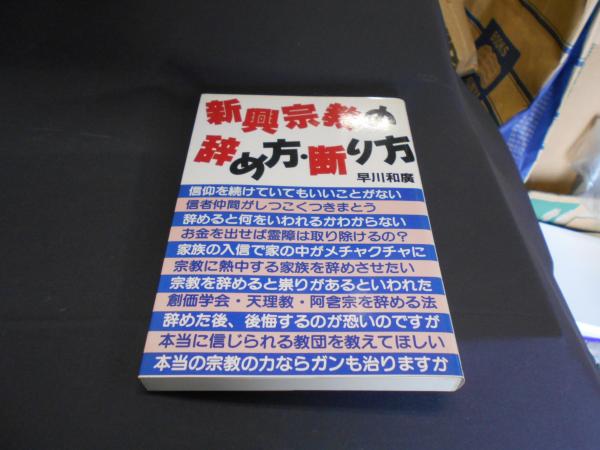 新興宗教の
辞め方・断り方
早川和廣
信仰を続けていてもいいことがない
信者仲間がしつこくつきまとう
辞めると何をいわれるかわからない
お金を出せば霊障は取り除けるの？
家族の入信で家の中がメチャクチャに
宗教に熱中する家族を辞めさせたい
宗教を辞めると祟りがあるといわれた
創価学会・天理教・阿含宗を辞める法
辞めた後、後悔するのが恐いのですが
本当に信じられる教団を教えてほしい
本当の宗教の力ならガンも治りますか
BOOKS